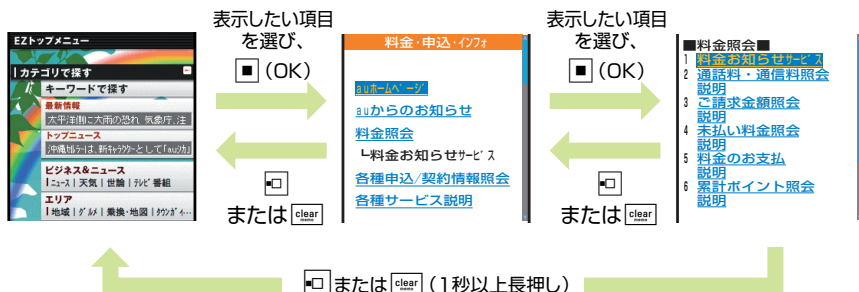 表示したい項目
を選び、
(OK)
または clear memo
表示したい項目
を選び、
(OK)
または clear memo
EZトップメニュー
カテゴリで探す
キーワードで探す
最新情報
太平洋側に大雨の恐れ 気象庁、注
トップニュース
沖縄セルラーは、新キャラクターとして「auシカ」
ビジネス&ニュース
ニュース | 天気 | 世論 | テレビ番組
エリア
地域 | グルメ | 乗換・地図 | タウンガイ…
料金・申込・インフォ
auホームページ
auからのお知らせ
料金照会
└料金お知らせサービス
各種申込/契約情報照会
各種サービス説明
■料金照会■
1 料金お知らせサービス
2 通話料・通信料照会
説明
3 ご請求金額照会
説明
4 未払い料金照会
説明
5 料金のお支払
説明
6 累計ポイント照会
説明
または clear memo (1秒以上長押し)